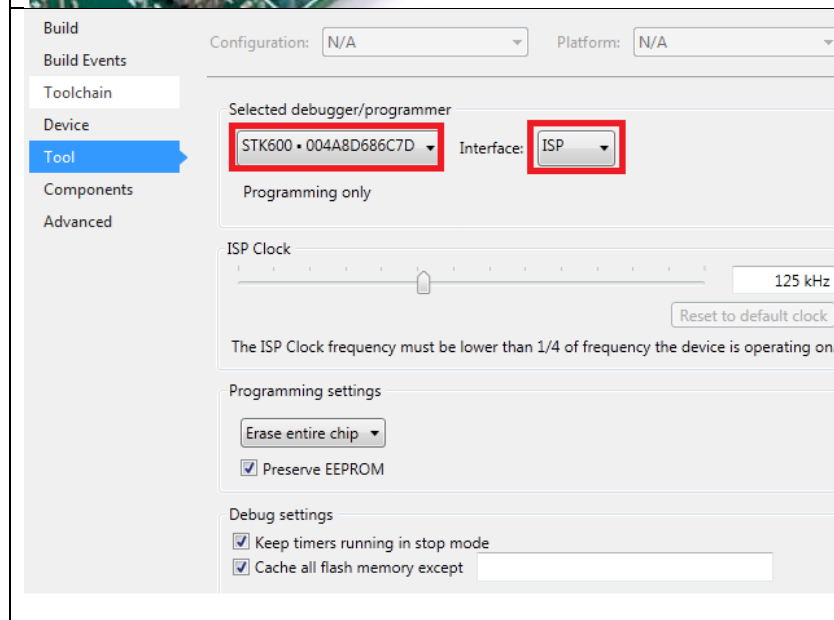 Build
Build Events
Toolchain
Device
Tool
Components
Advanced
Configuration: N/A Platform: N/A
Selected debugger/programmer
STK600 • 004A8D686C7D Interface: ISP
Programming only
ISP Clock
125 kHz
Reset to default clock
The ISP Clock frequency must be lower than 1/4 of frequency the device is operating on.
Programming settings
Erase entire chip
Preserve EEPROM
Debug settings
Keep timers running in stop mode
Cache all flash memory except